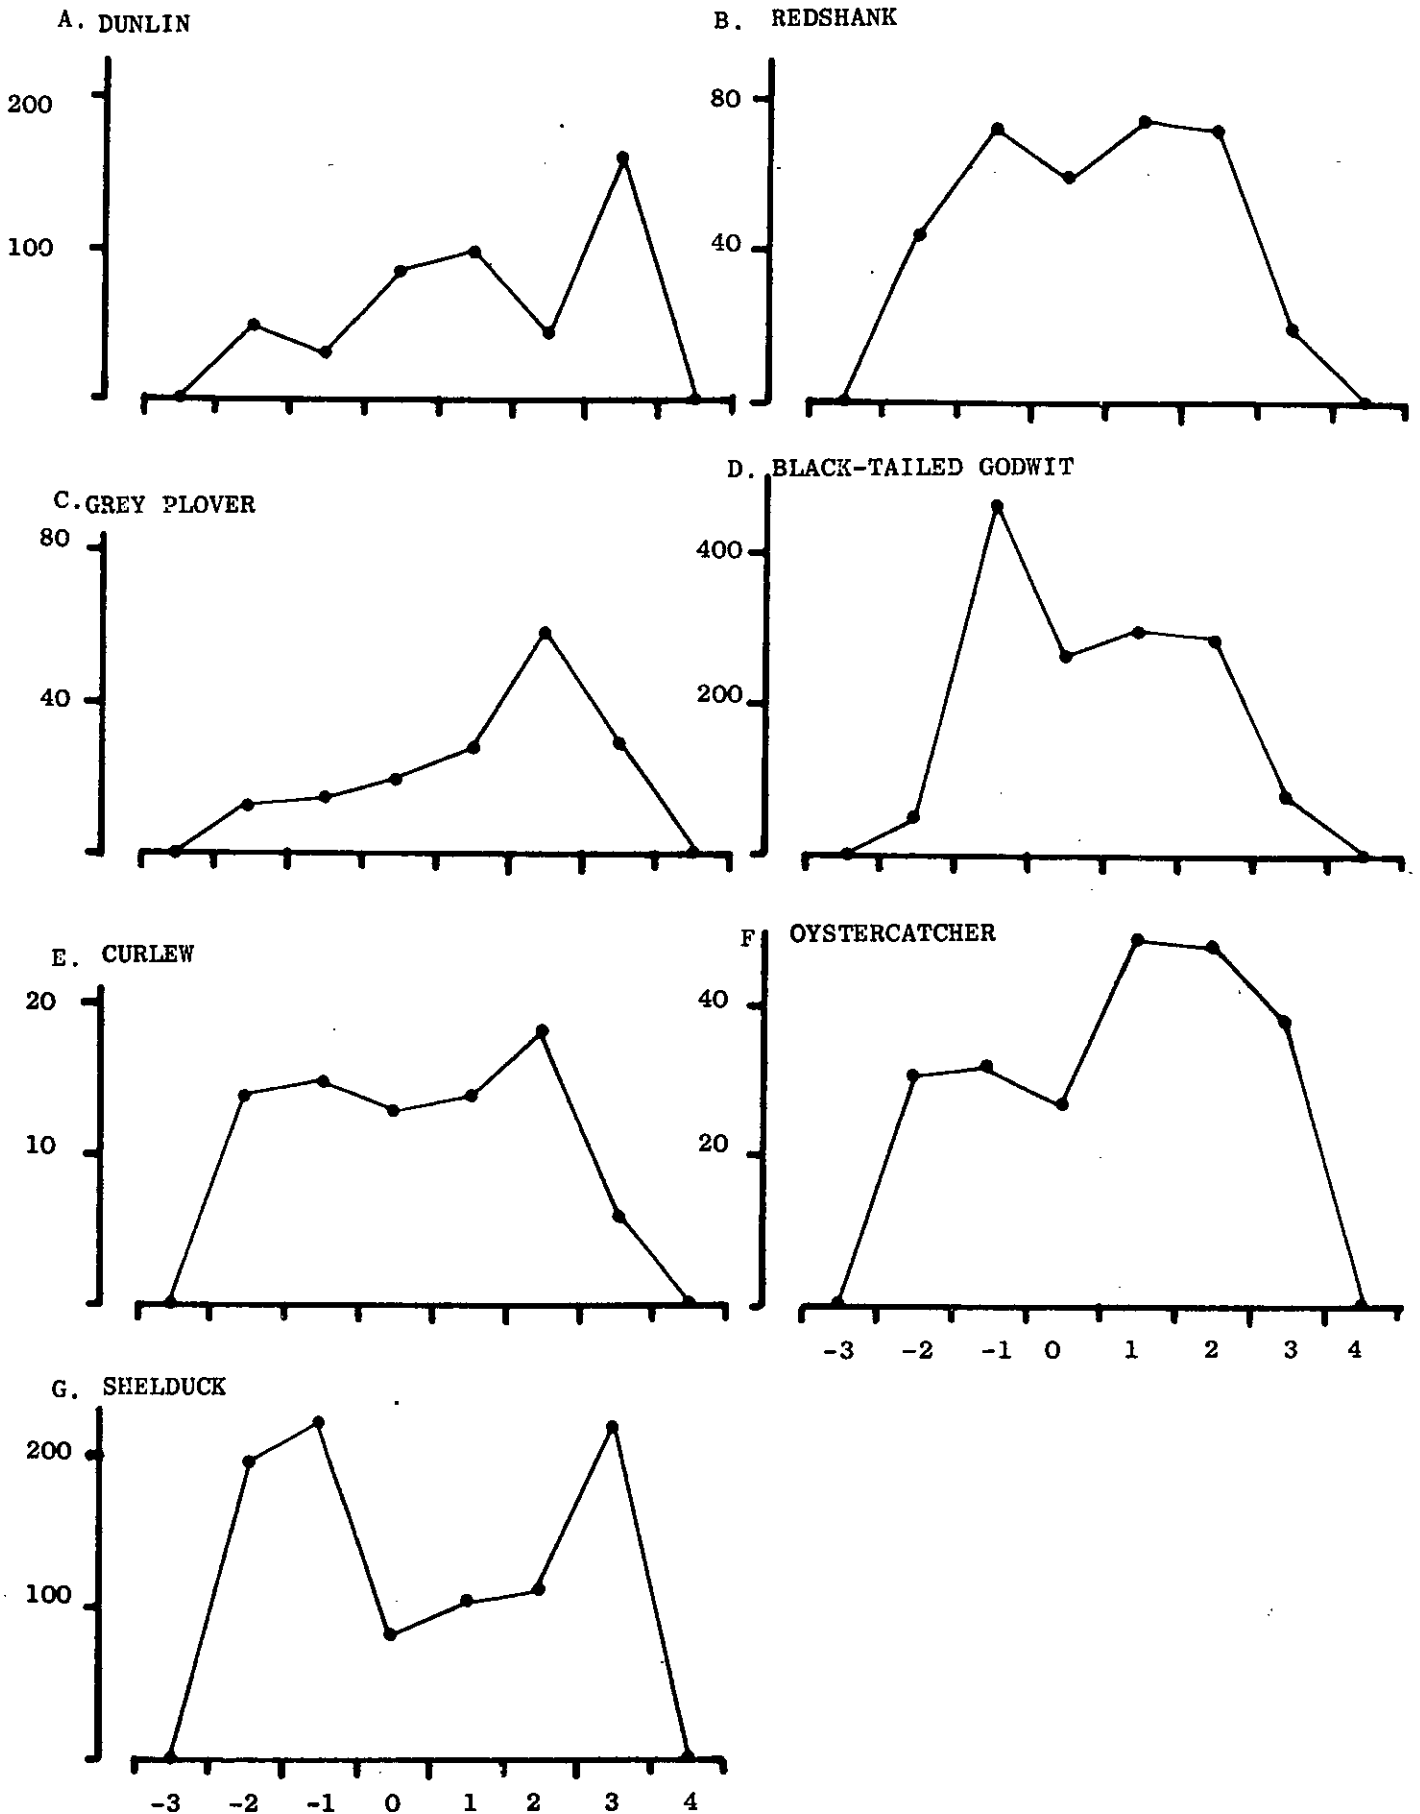 A. DUNLIN
200
100
B. REDSHANK
80
40
C. GREY PLOVER
80
40
D. BLACK-TAILED GODWIT
400
200
E. CURLEW
20
10
F OYSTERCATCHER
40
20
-3 -2 -1 0 1 2 3 4
G. SHELDUCK
200
100
-3 -2 -1 0 1 2 3 4